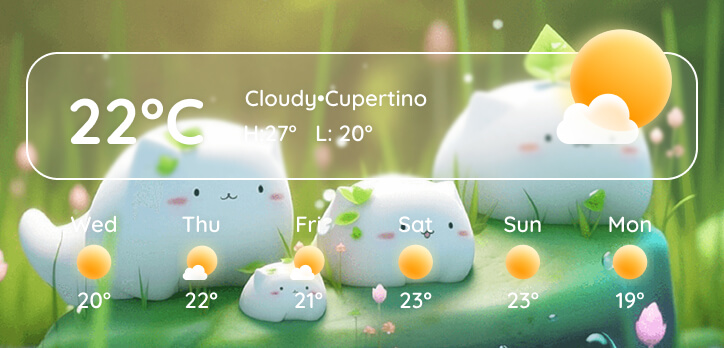 22°C
Cloudy•Cupertino
H:27° L: 20°
Wed Thu Fri Sat Sun Mon
20° 22° 21° 23° 23° 19°